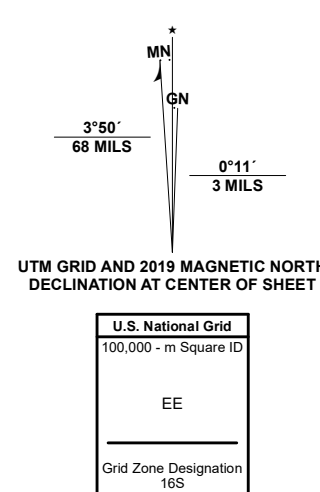 ★
MN
GN
3°50´
68 MILS
0°11´
3 MILS
UTM GRID AND 2019 MAGNETIC NORTH
DECLINATION AT CENTER OF SHEET
U.S. National Grid
100,000 - m Square ID
EE
Grid Zone Designation
16S